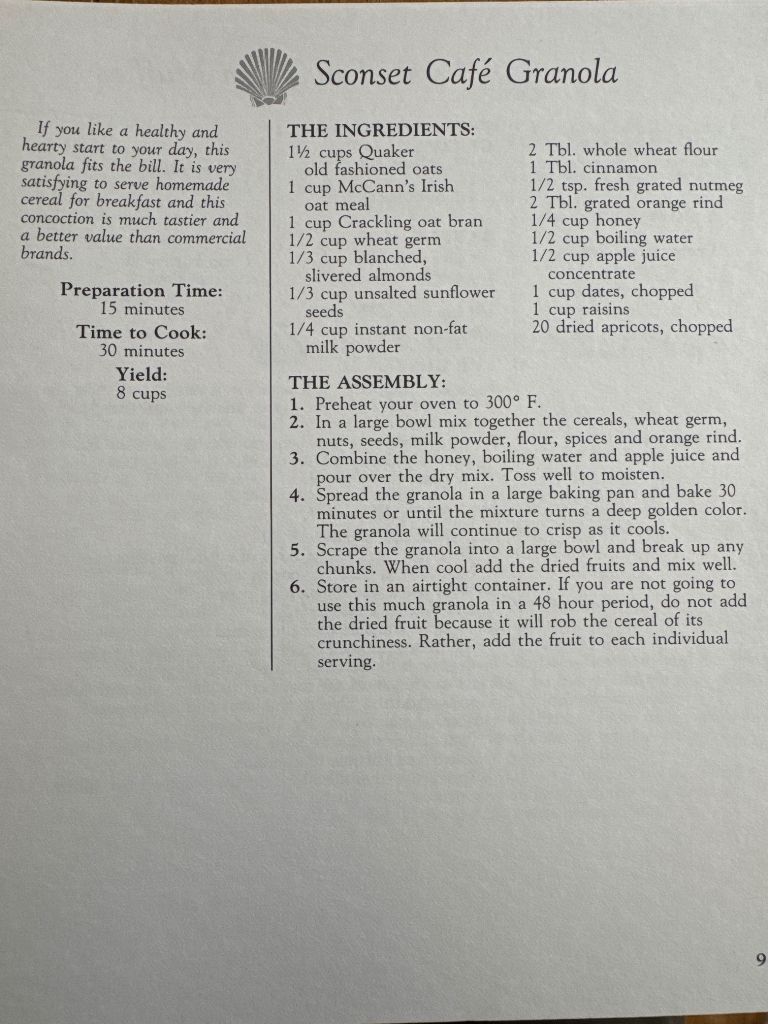 Sconset Café Granola
If you like a healthy and
hearty start to your day, this
granola fits the bill. It is very
satisfying to serve homemade
cereal for breakfast and this
concoction is much tastier and
a better value than commercial
brands.
Preparation Time:
15 minutes
Time to Cook:
30 minutes
Yield:
8 cups
THE INGREDIENTS:
1½ cups Quaker
old fashioned oats
1 cup McCann's Irish
oat meal
1 cup Crackling oat bran
1/2 cup wheat germ
1/3 cup blanched,
slivered almonds
1/3 cup unsalted sunflower
seeds
1/4 cup instant non-fat
milk powder
2 Tbl. whole wheat flour
1 Tbl. cinnamon
1/2 tsp. fresh grated nutmeg
2 Tbl. grated orange rind
1/4 cup honey
1/2 cup boiling water
1/2 cup apple juice
concentrate
1 cup dates, chopped
1 cup raisins
20 dried apricots, chopped
THE ASSEMBLY:
1. Preheat your oven to 300° F.
2. In a large bowl mix together the cereals, wheat germ,
nuts, seeds, milk powder, flour, spices and orange rind.
3. Combine the honey, boiling water and apple juice and
pour over the dry mix. Toss well to moisten.
4. Spread the granola in a large baking pan and bake 30
minutes or until the mixture turns a deep golden color.
The granola will continue to crisp as it cools.
5. Scrape the granola into a large bowl and break up any
chunks. When cool add the dried fruits and mix well.
6. Store in an airtight container. If you are not going to
use this much granola in a 48 hour period, do not add
the dried fruit because it will rob the cereal of its
crunchiness. Rather, add the fruit to each individual
serving.
9